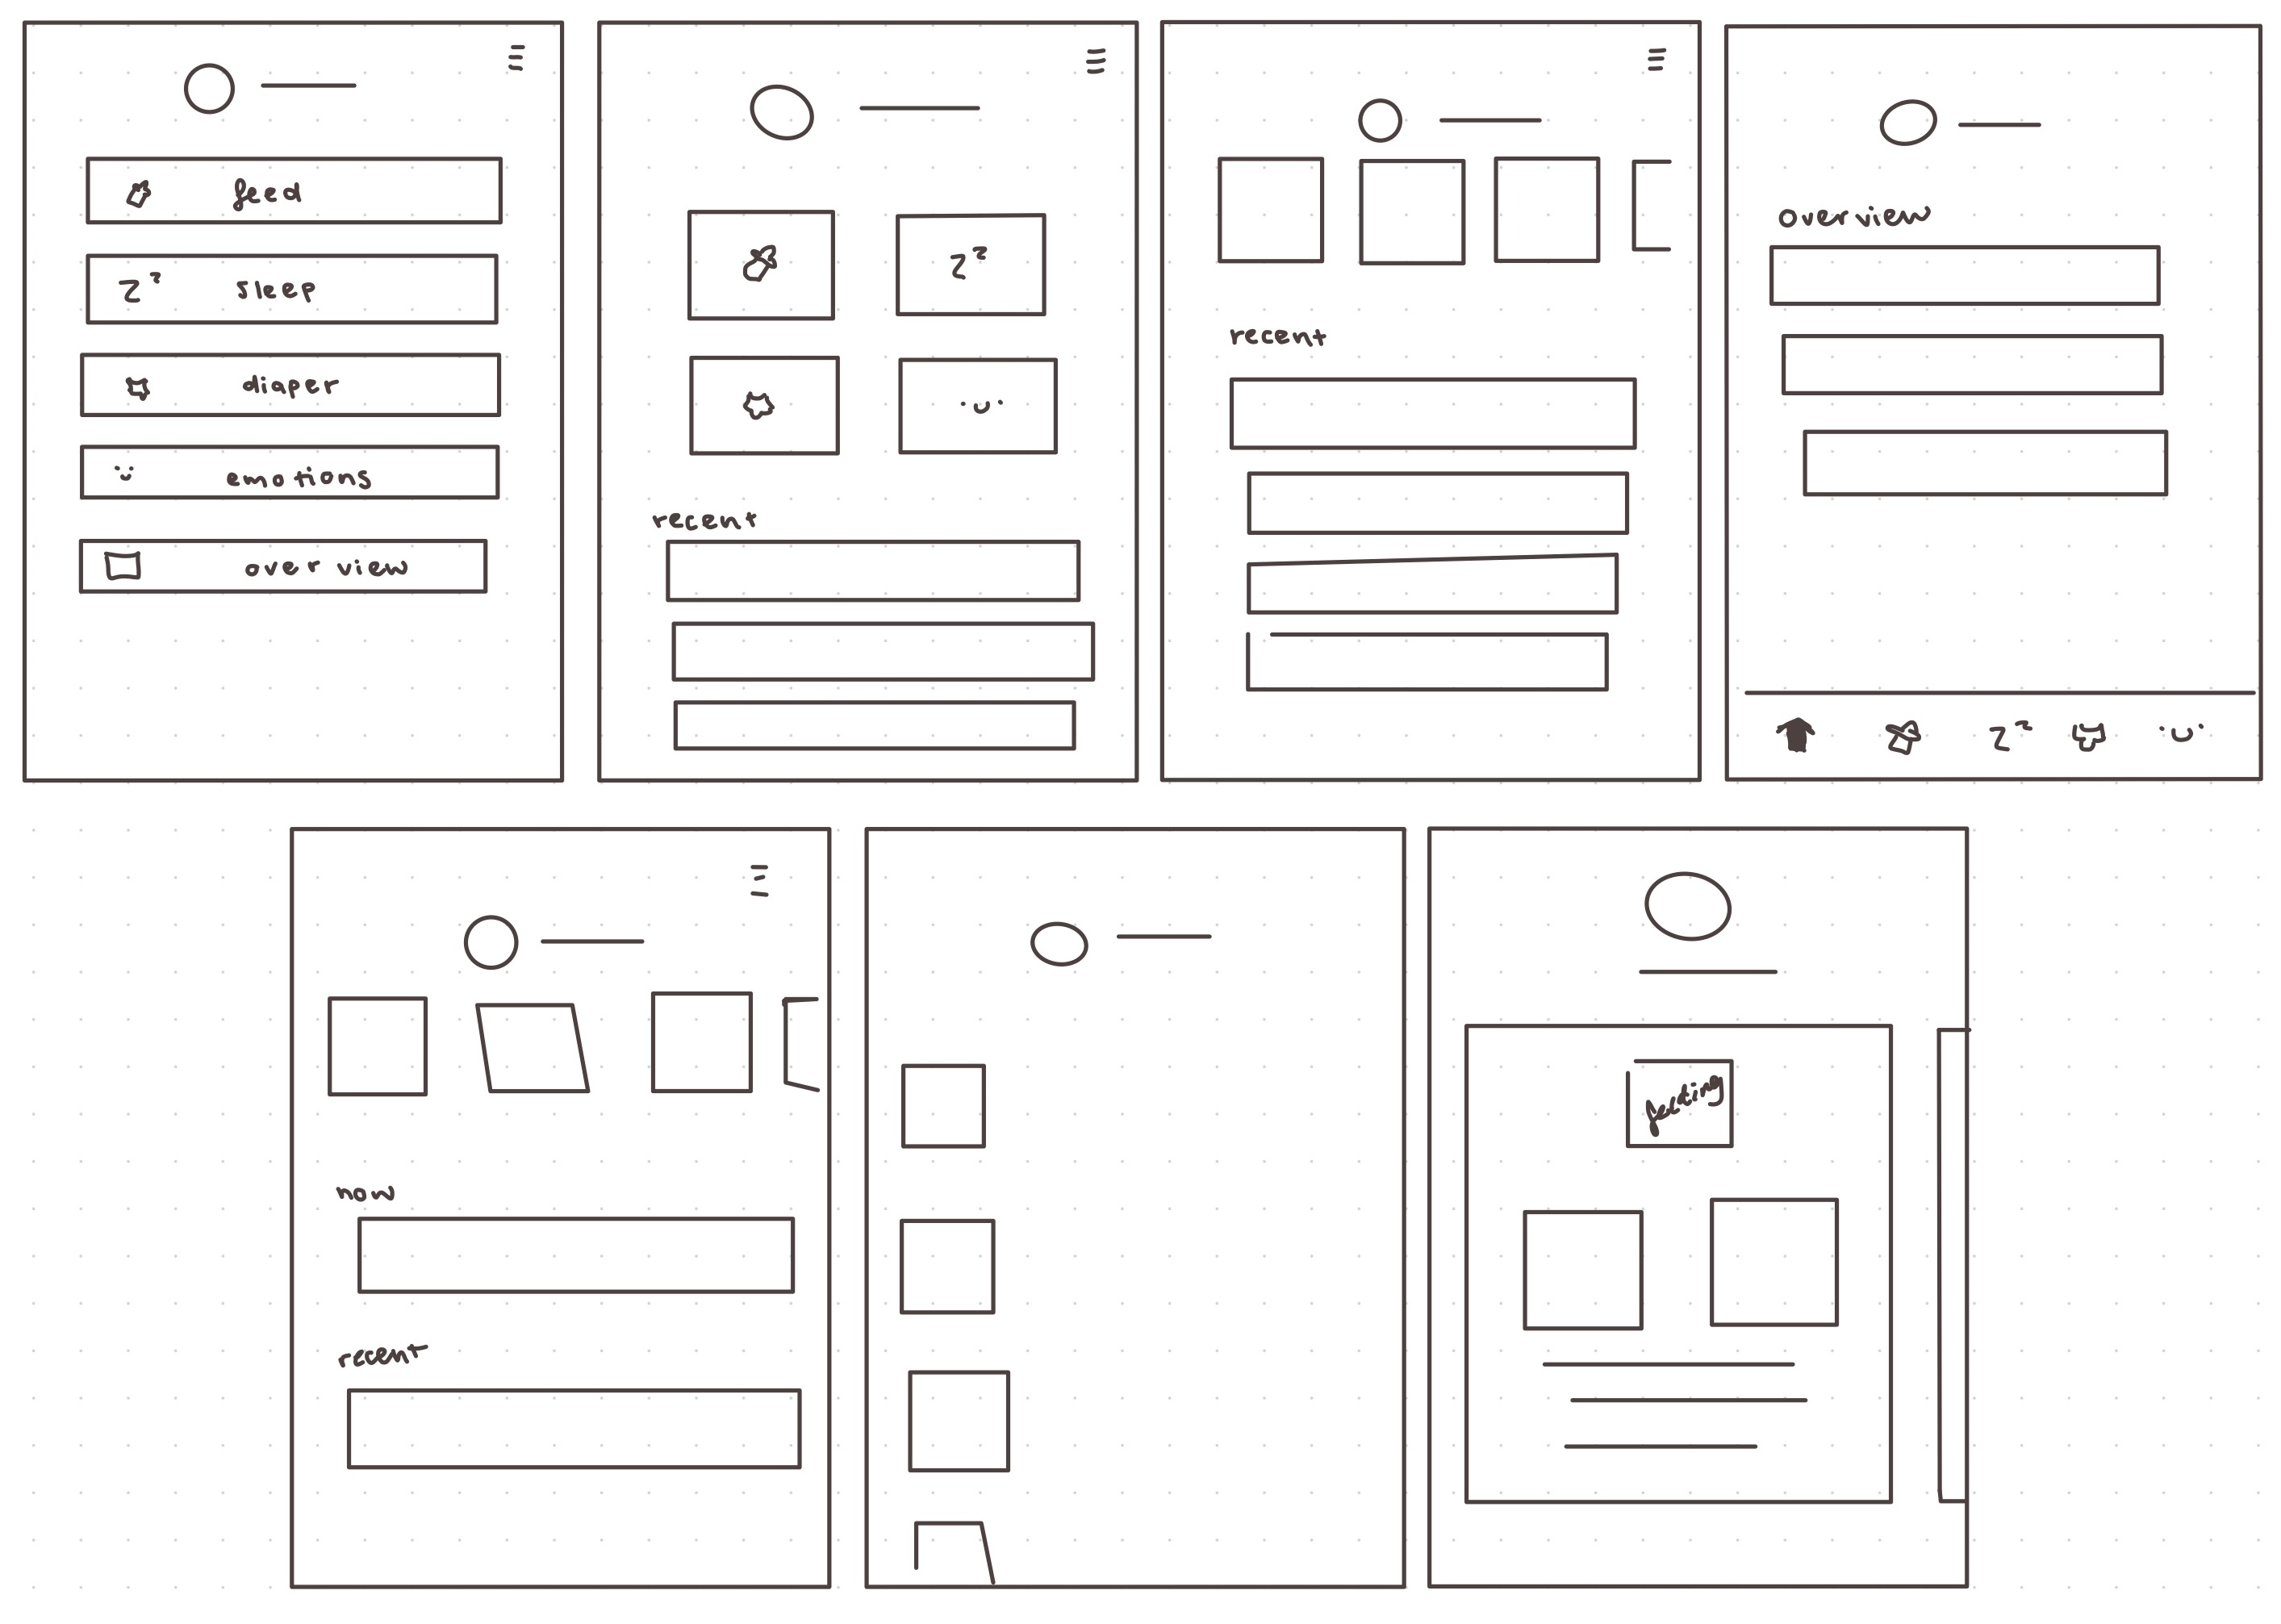 feed
z z
sleep
diaper
emotions
over view
z z
recent
recent
overview
z z
now
recent
feeding